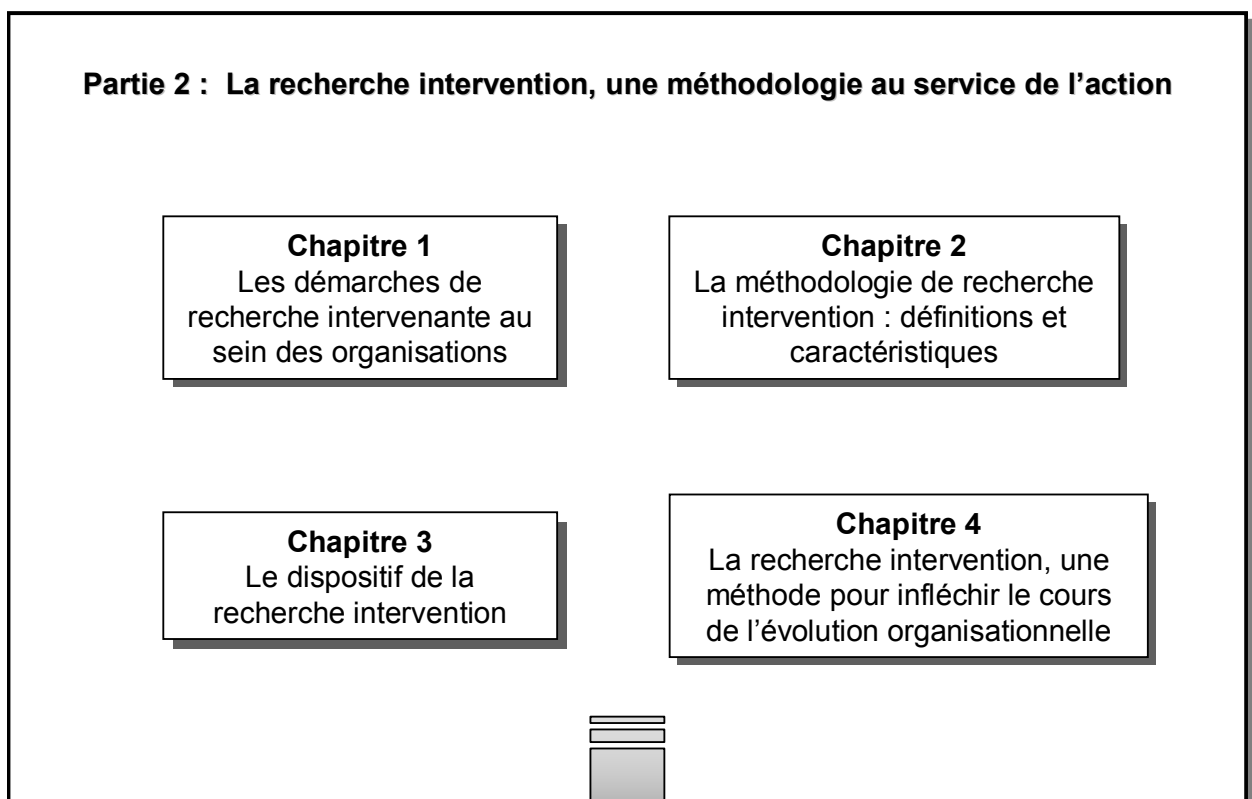 Partie 2 : La recherche intervention, une méthodologie au service de l’action
Chapitre 1
Les démarches de
recherche intervenante au
sein des organisations
Chapitre 2
La méthodologie de recherche
intervention : définitions et
caractéristiques
Chapitre 3
Le dispositif de la
recherche intervention
Chapitre 4
La recherche intervention, une
méthode pour infléchir le cours
de l’évolution organisationnelle